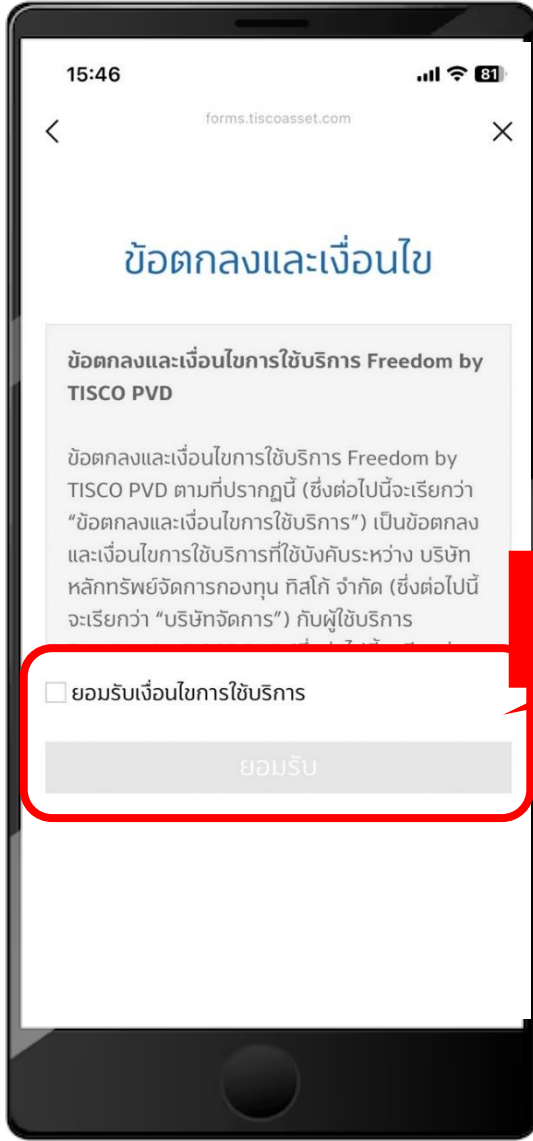 15:46
81
forms.tiscoasset.com
ข้อตกลงและเงื่อนไข
ข้อตกลงและเงื่อนไขการใช้บริการ Freedom by
TISCO PVD
ข้อตกลงและเงื่อนไขการใช้บริการ Freedom by
TISCO PVD ตามที่ปรากฏนี้ (ซึ่งต่อไปนี้จะเรียกว่า
“ข้อตกลงและเงื่อนไขการใช้บริการ”) เป็นข้อตกลง
และเงื่อนไขการใช้บริการที่ใช้บังคับระหว่าง บริษัท
หลักทรัพย์จัดการกองทุน ทิสโก้ จำกัด (ซึ่งต่อไปนี้
จะเรียกว่า “บริษัทจัดการ”) กับผู้ใช้บริการ
ยอมรับเงื่อนไขการใช้บริการ
ยอมรับ